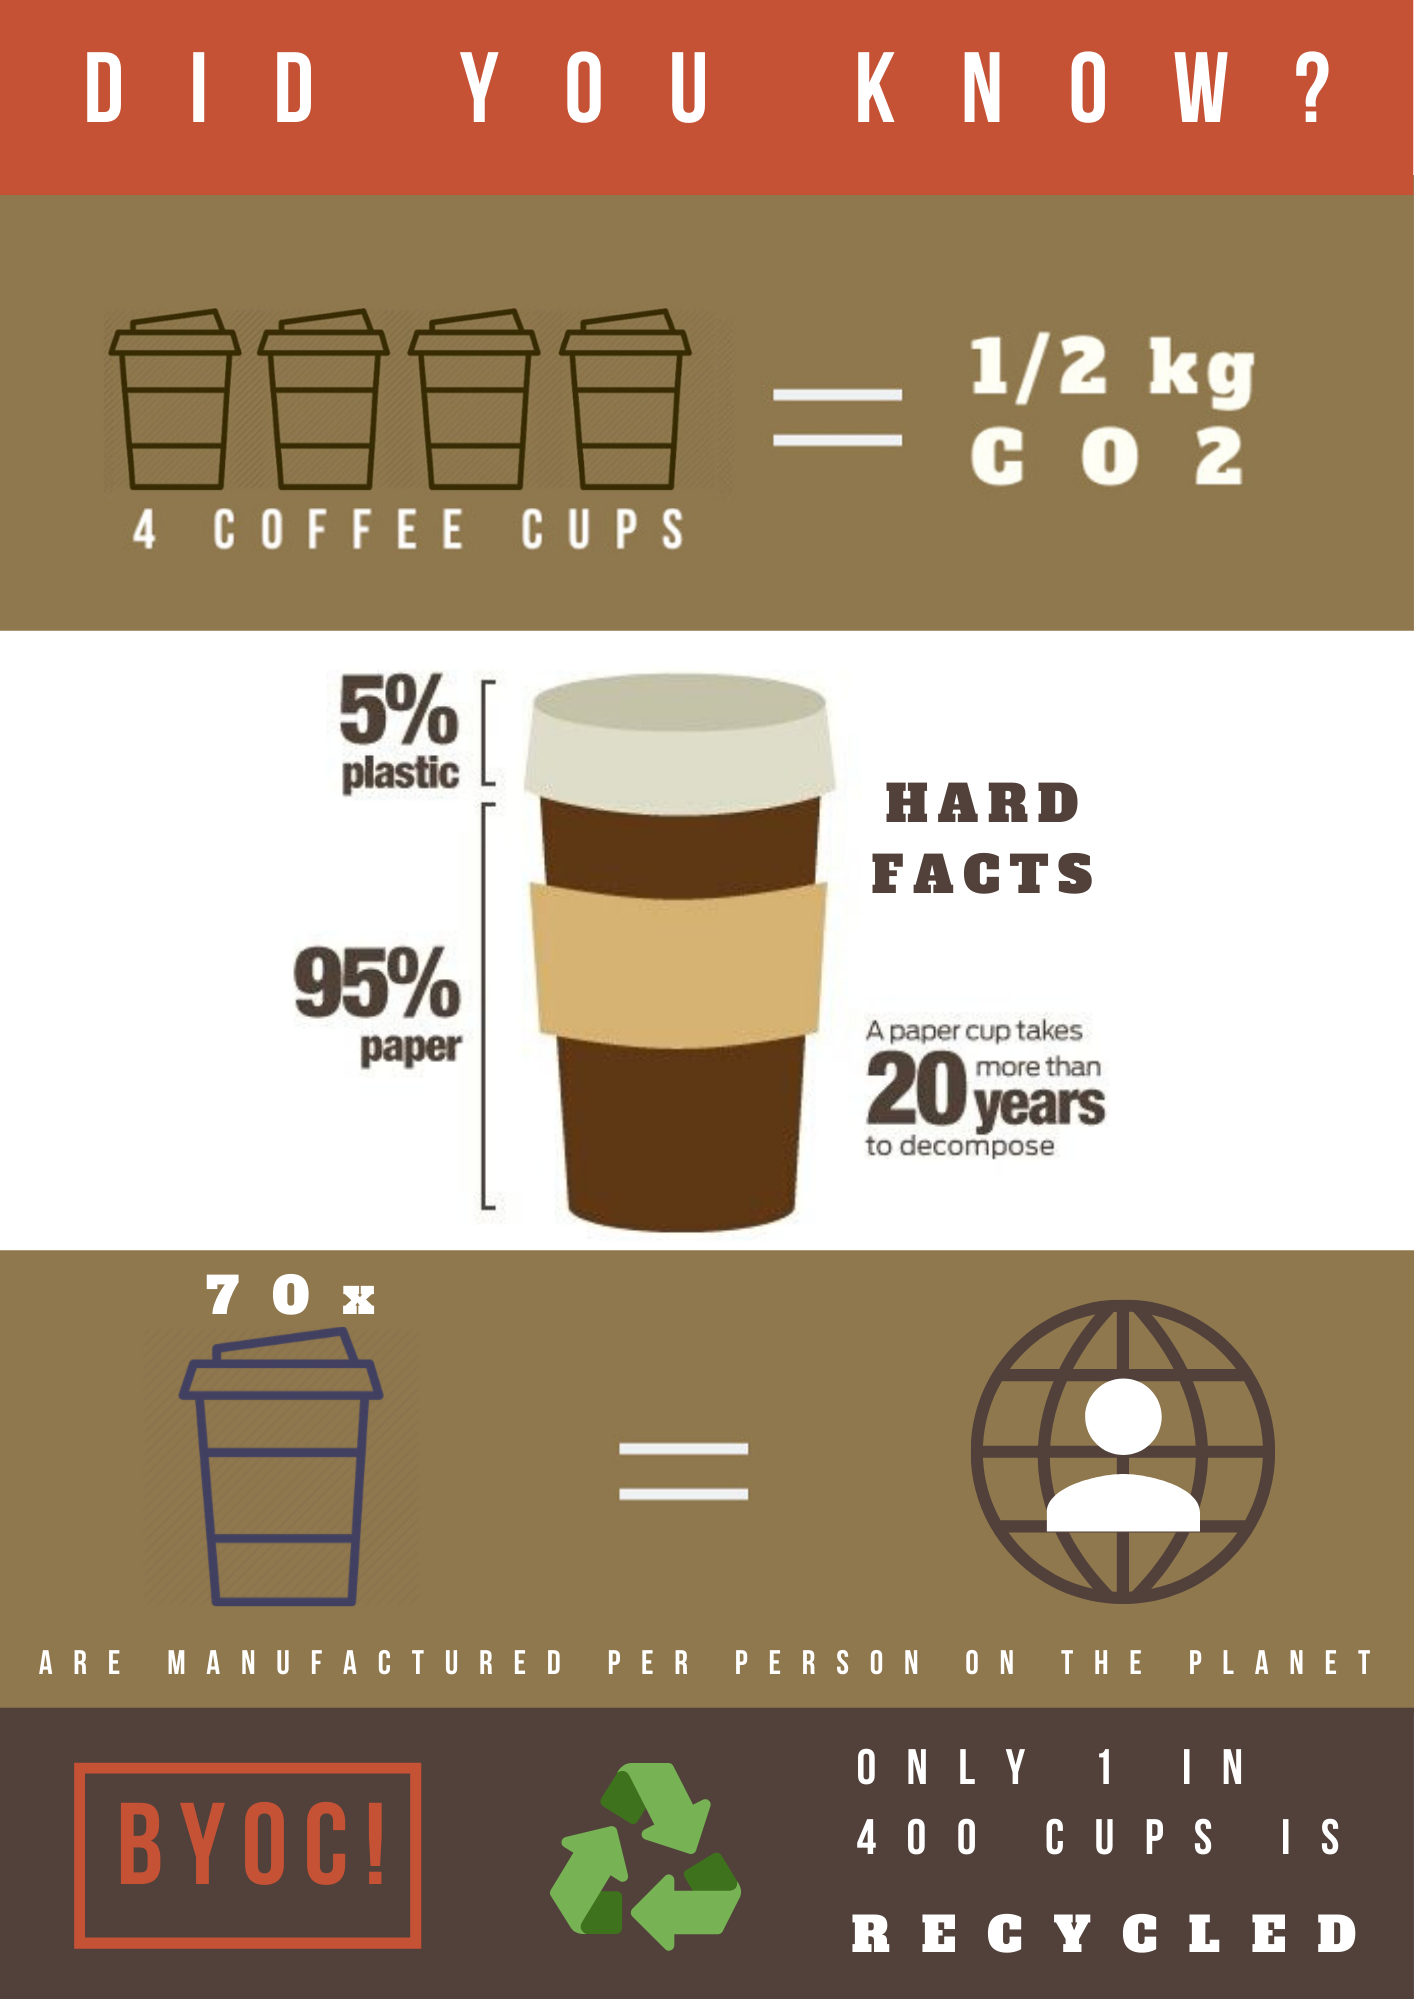 DID YOU KNOW?
1/2 kg
CO2
4 COFFEE CUPS
5%
plastic
HARD
FACTS
95%
paper
A paper cup takes
20 more than
years
to decompose
70x
ARE MANUFACTURED PER PERSON ON THE PLANET
BYOC!
ONLY 1 IN
400 CUPS IS
RECYCLED